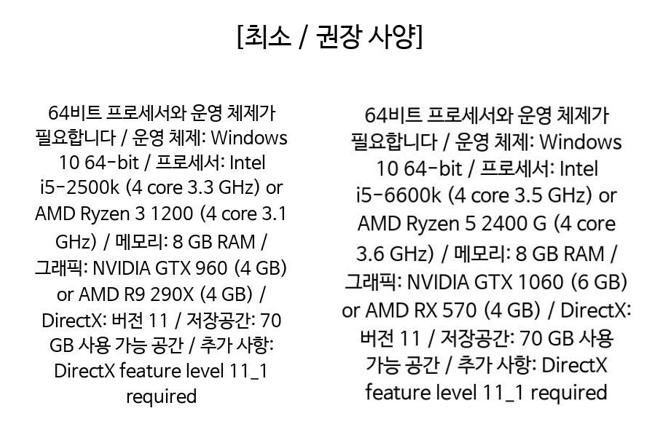 [최소 / 권장 사양]
64비트 프로세서와 운영 체제가
필요합니다 / 운영 체제: Windows
10 64-bit / 프로세서: Intel
i5-2500k (4 core 3.3 GHz) or
AMD Ryzen 3 1200 (4 core 3.1
GHz) / 메모리: 8 GB RAM /
그래픽: NVIDIA GTX 960 (4 GB)
or AMD R9 290X (4 GB) /
DirectX: 버전 11 / 저장공간: 70
GB 사용 가능 공간 / 추가 사항:
DirectX feature level 11_1
required
64비트 프로세서와 운영 체제가
필요합니다 / 운영 체제: Windows
10 64-bit / 프로세서: Intel
i5-6600k (4 core 3.5 GHz) or
AMD Ryzen 5 2400 G (4 core
3.6 GHz) / 메모리: 8 GB RAM /
그래픽: NVIDIA GTX 1060 (6 GB)
or AMD RX 570 (4 GB) / DirectX:
버전 11 / 저장공간: 70 GB 사용
가능 공간 / 추가 사항: DirectX
feature level 11_1 required